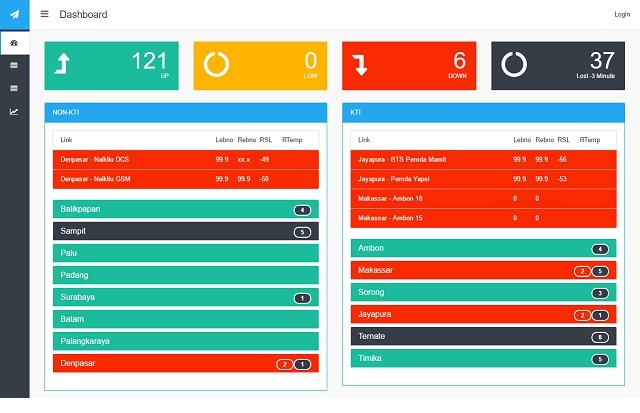 Dashboard
Login
121
UP
0
LOW
6
DOWN
37
Lost -3 Minute
NON-KTI
Link Lebno Rebno RSL RTemp
Denpasar - Naikliu DCS 99.9 xx.x -49
Denpasar - Naikliu GSM 99.9 99.9 -50
Balikpapan 4
Sampit 5
Palu
Padang
Surabaya 1
Batam
Palangkaraya
Denpasar 2 1
KTI
Link Lebno Rebno RSL RTemp
Jayapura - BTS Pemda Mamit 99.9 99.9 -56
Jayapura - Pemda Yapsi 99.9 99.9 -53
Makassar - Ambon 18 0 0
Makassar - Ambon 15 0 0
Ambon 4
Makassar 2 5
Sorong 3
Jayapura 2 1
Ternate 8
Timika 5